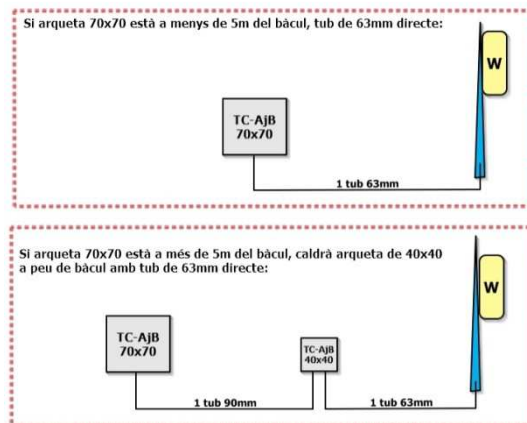 Si arqueta 70x70 està a menys de 5m del bàcul, tub de 63mm directe:
W
TC-AjB
70x70
1 tub 63mm
Si arqueta 70x70 està a més de 5m del bàcul, caldrà arqueta de 40x40
a peu de bàcul amb tub de 63mm directe:
W
TC-AjB
70x70
TC-AjB
40x40
1 tub 90mm
1 tub 63mm